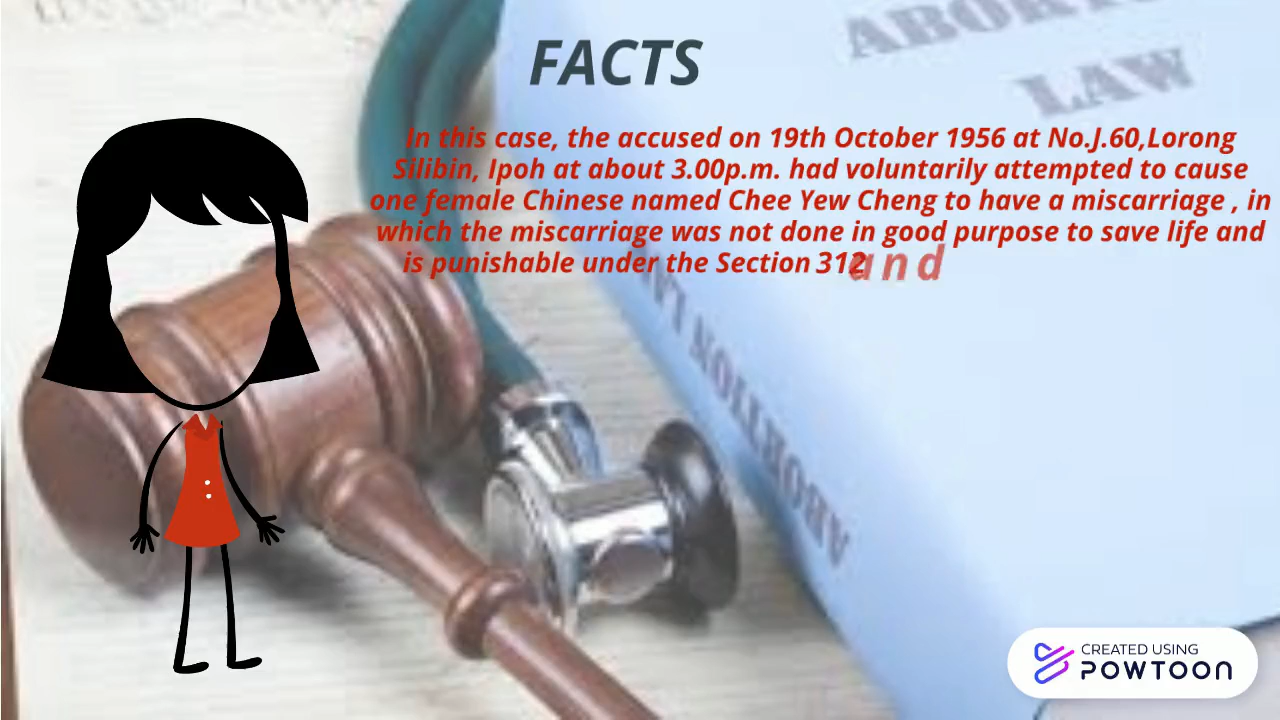 FACTS
ABORT
LAW
In this case, the accused on 19th October 1956 at No.J.60,Lorong
Silibin, Ipoh at about 3.00p.m. had voluntarily attempted to cause
one female Chinese named Chee Yew Cheng to have a miscarriage , in
which the miscarriage was not done in good purpose to save life and
is punishable under the Section 312 and
ABORTION LAW
CREATED USING
POWTOON